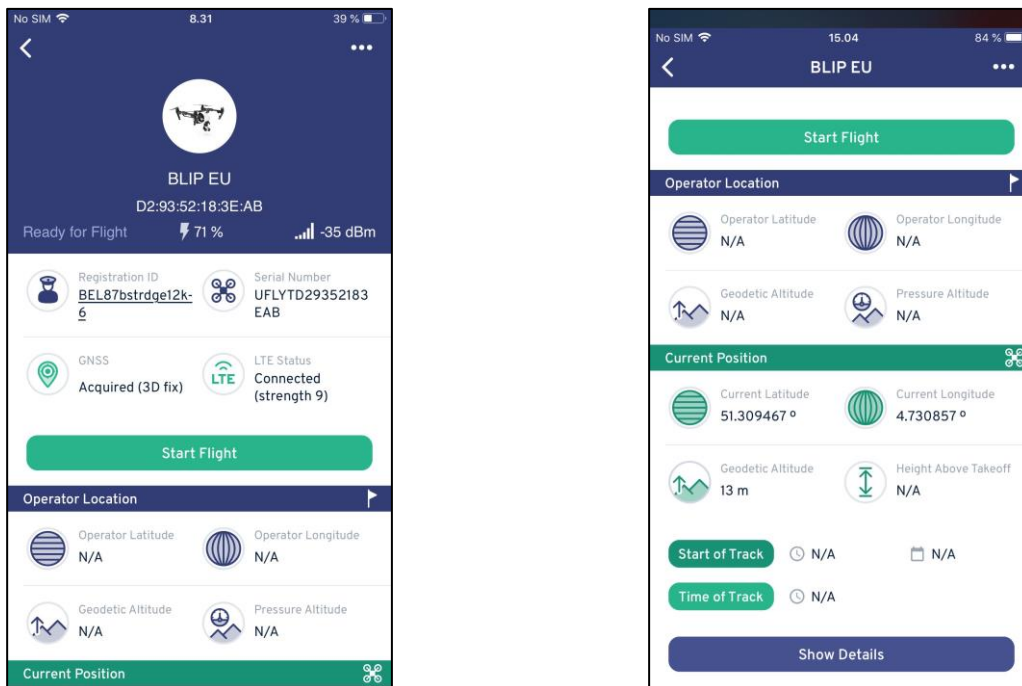 No SIM 8.31 39 %
BLIP EU
D2:93:52:18:3E:AB
Ready for Flight 71 % -35 dBm
Registration ID
BEL87bstrdge12k-
6
Serial Number
UFLYTD29352183
EAB
GNSS
Acquired (3D fix)
LTE Status
LTE
Connected
(strength 9)
Start Flight
Operator Location
Operator Latitude
N/A
Operator Longitude
N/A
Geodetic Altitude
N/A
Pressure Altitude
N/A
Current Position
No SIM 15.04 84 %
BLIP EU
Start Flight
Operator Location
Operator Latitude
N/A
Operator Longitude
N/A
Geodetic Altitude
N/A
Pressure Altitude
N/A
Current Position
Current Latitude
51.309467 º
Current Longitude
4.730857 º
Geodetic Altitude
13 m
Height Above Takeoff
N/A
Start of Track N/A N/A
Time of Track N/A
Show Details